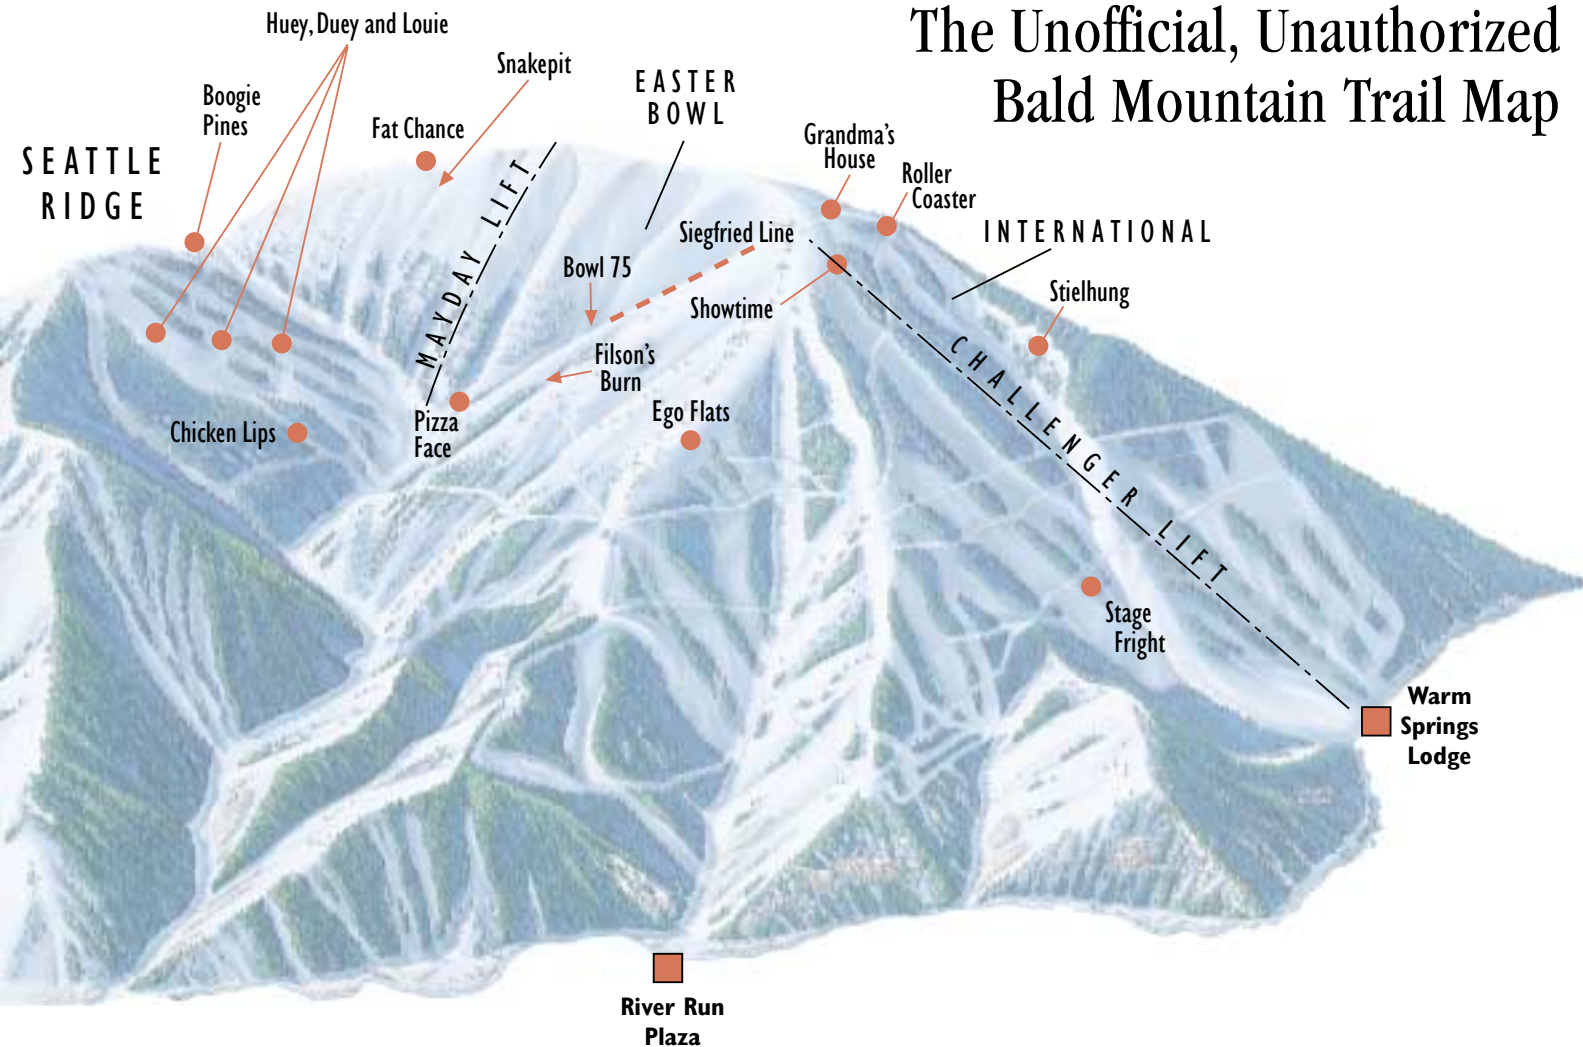 The Unofficial, Unauthorized
Bald Mountain Trail Map
Huey, Duey and Louie
Snakepit
EASTER
BOWL
Boogie
Pines
Fat Chance
Grandma's
House
SEATTLE
RIDGE
Roller
Coaster
MAYDAY LIFT
Siegfried Line
INTERNATIONAL
Bowl 75
Stielhung
Showtime
CHALLENGER LIFT
Filson's
Burn
Pizza
Face
Ego Flats
Chicken Lips
Stage
Fright
Warm
Springs
Lodge
River Run
Plaza